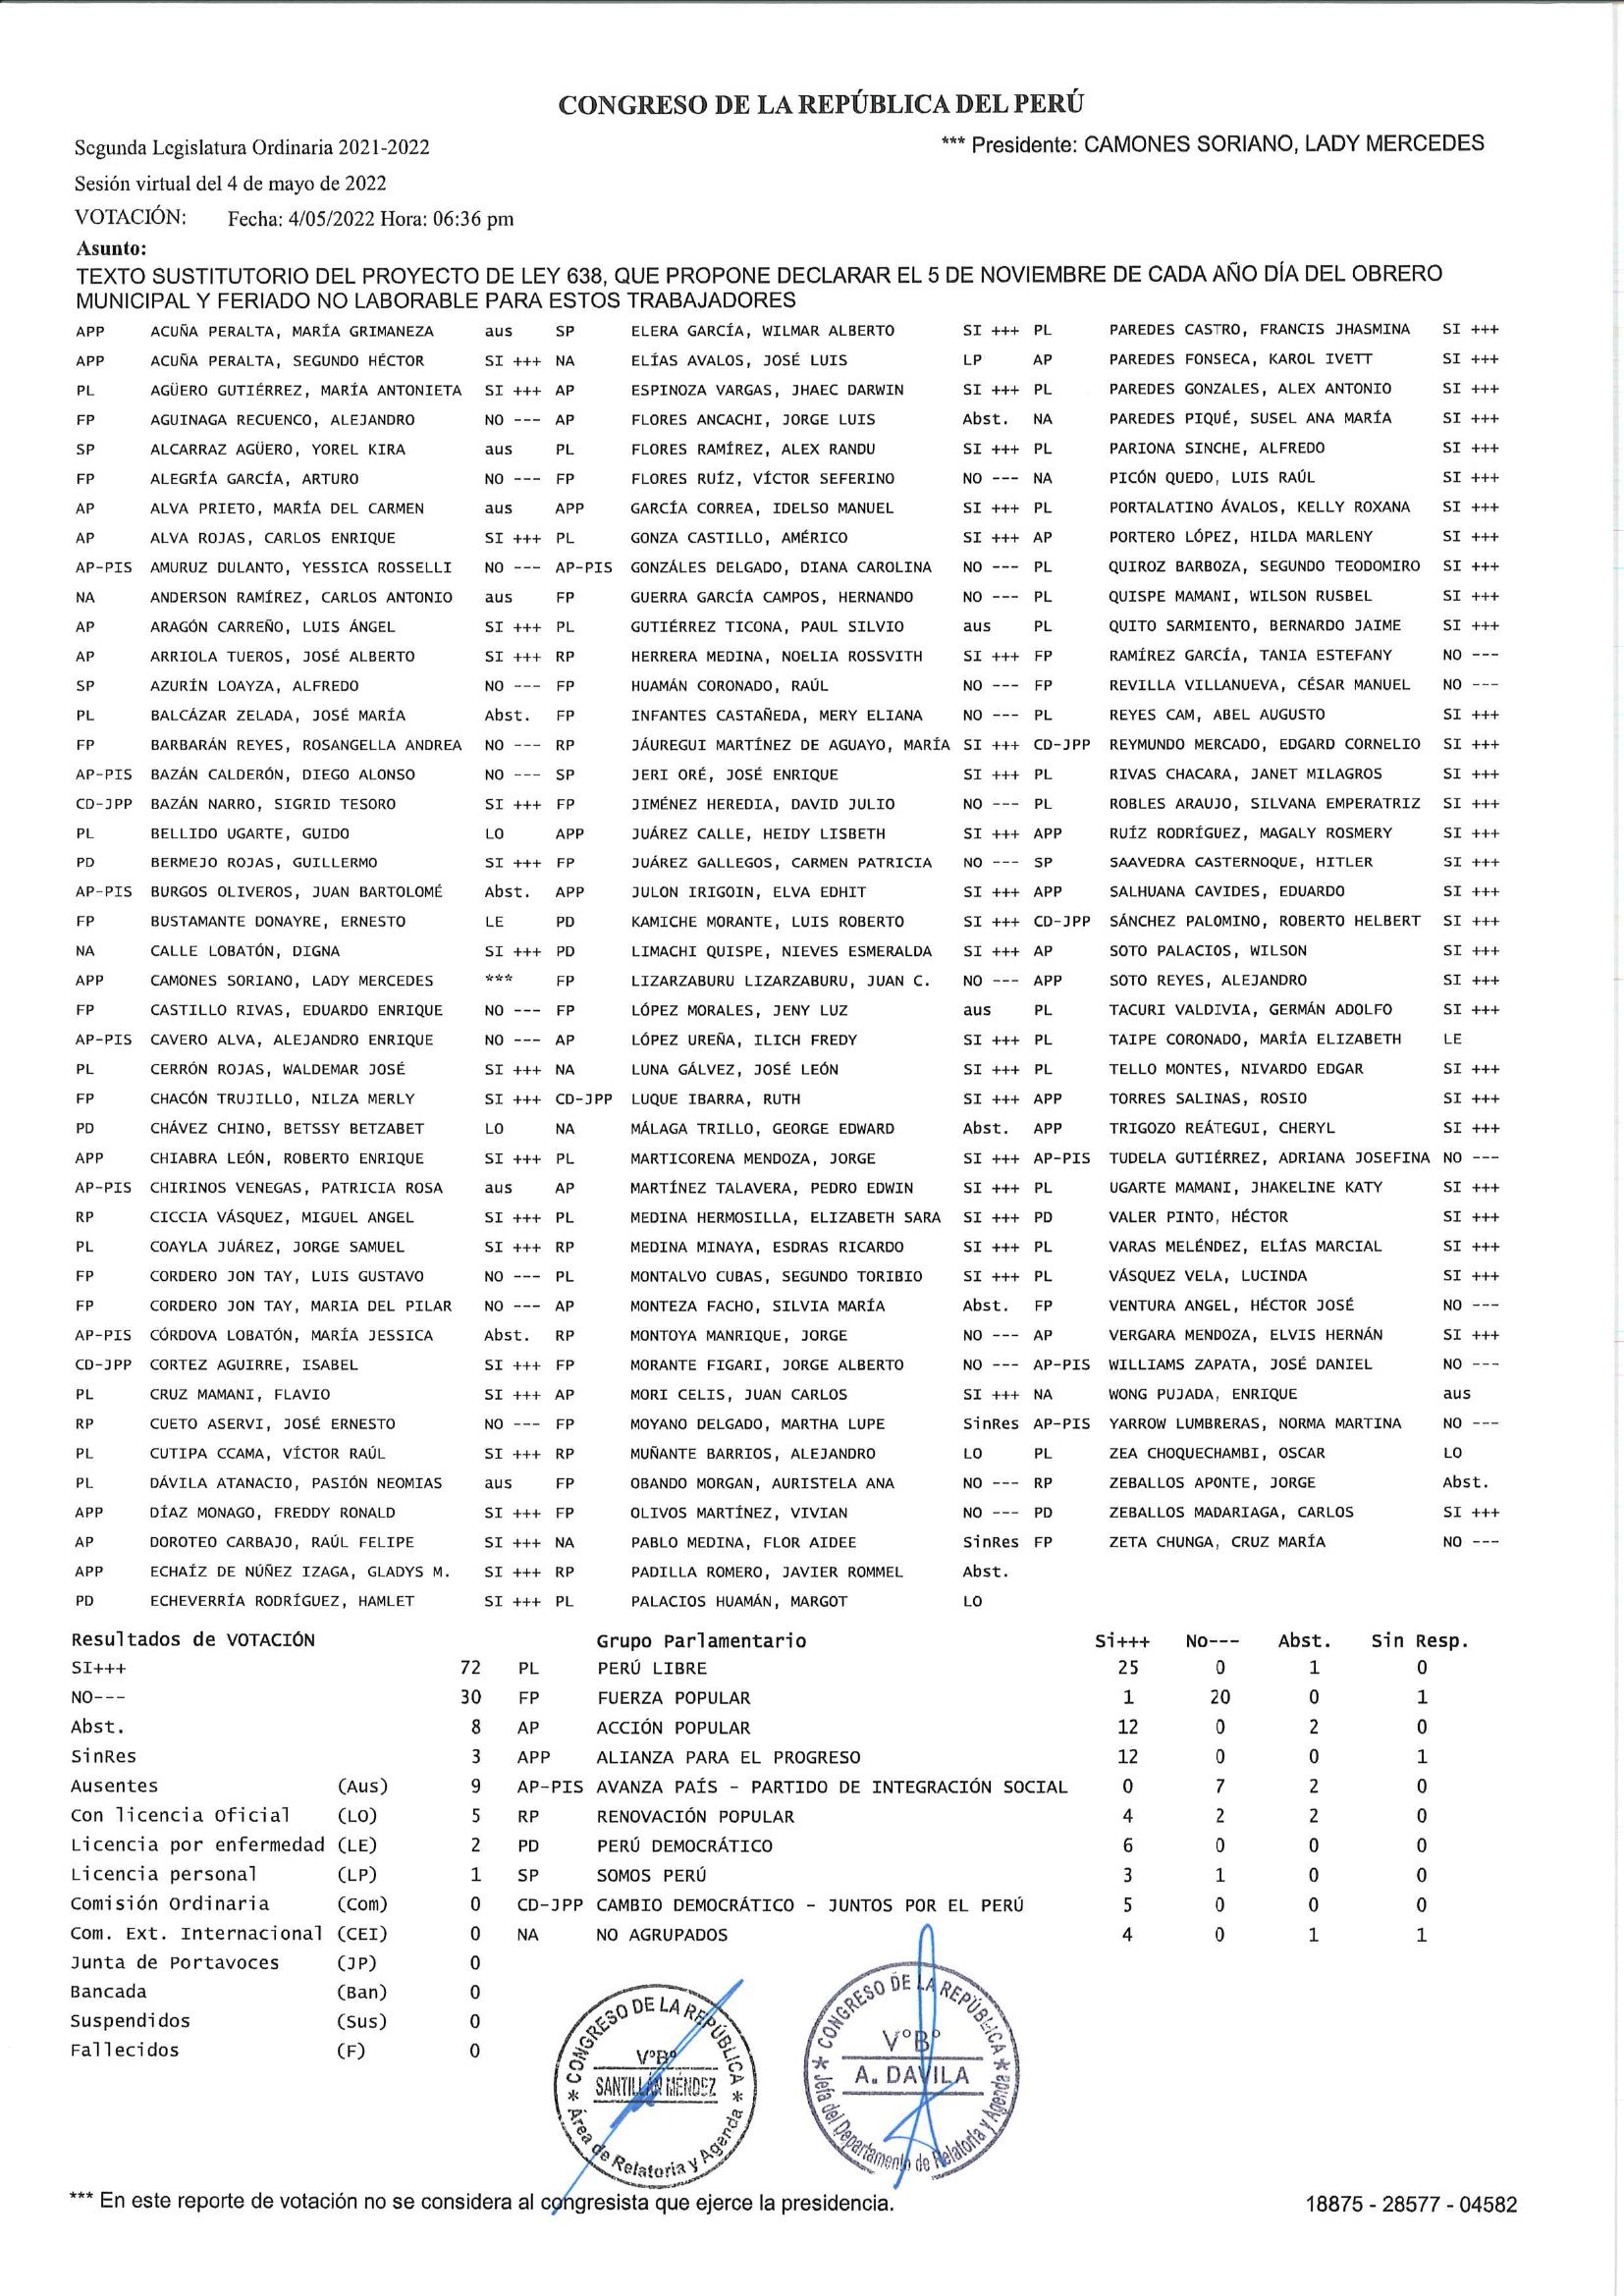 CONGRESO DE LA REPÚBLICA DEL PERÚ
Segunda Legislatura Ordinaria 2021-2022
*** Presidente: CAMONES SORIANO, LADY MERCEDES
Sesión virtual del 4 de mayo de 2022
VOTACIÓN: Fecha: 4/05/2022 Hora: 06:36 pm
Asunto:
TEXTO SUSTITUTORIO DEL PROYECTO DE LEY 638, QUE PROPONE DECLARAR EL 5 DE NOVIEMBRE DE CADA AÑO DÍA DEL OBRERO
MUNICIPAL Y FERIADO NO LABORABLE PARA ESTOS TRABAJADORES
APP ACUÑA PERALTA, MARÍA GRIMANEZA aus SP ELERA GARCÍA, WILMAR ALBERTO SI +++ PL PAREDES CASTRO, FRANCIS JHASMINA SI +++
APP ACUÑA PERALTA, SEGUNDO HÉCTOR SI +++ NA ELÍAS AVALOS, JOSÉ LUIS LP AP PAREDES FONSECA, KAROL IVETT SI +++
PL AGÜERO GUTIÉRREZ, MARÍA ANTONIETA SI +++ AP ESPINOZA VARGAS, JHAEC DARWIN SI +++ PL PAREDES GONZALES, ALEX ANTONIO SI +++
FP AGUINAGA RECUENCO, ALEJANDRO NO --- AP FLORES ANCACHI, JORGE LUIS Abst. NA PAREDES PIQUÉ, SUSEL ANA MARÍA SI +++
SP ALCARRAZ AGÜERO, YOREL KIRA aus PL FLORES RAMÍREZ, ALEX RANDU SI +++ PL PARIONA SINCHE, ALFREDO SI +++
FP ALEGRÍA GARCÍA, ARTURO NO --- FP FLORES RUÍZ, VÍCTOR SEFERINO NO --- NA PICÓN QUEDO, LUIS RAÚL SI +++
AP ALVA PRIETO, MARÍA DEL CARMEN aus APP GARCÍA CORREA, IDELSO MANUEL SI +++ PL PORTALATINO ÁVALOS, KELLY ROXANA SI +++
AP ALVA ROJAS, CARLOS ENRIQUE SI +++ PL GONZA CASTILLO, AMÉRICO SI +++ AP PORTERO LÓPEZ, HILDA MARLENY SI +++
AP-PIS AMURUZ DULANTO, YESSICA ROSSELLI NO --- AP-PIS GONZÁLES DELGADO, DIANA CAROLINA NO --- PL QUIROZ BARBOZA, SEGUNDO TEODOMIRO SI +++
NA ANDERSON RAMÍREZ, CARLOS ANTONIO aus FP GUERRA GARCÍA CAMPOS, HERNANDO NO --- PL QUISPE MAMANI, WILSON RUSBEL SI +++
AP ARAGÓN CARREÑO, LUIS ÁNGEL SI +++ PL GUTIÉRREZ TICONA, PAUL SILVIO aus PL QUITO SARMIENTO, BERNARDO JAIME SI +++
AP ARRIOLA TUEROS, JOSÉ ALBERTO SI +++ RP HERRERA MEDINA, NOELIA ROSSVITH SI +++ FP RAMÍREZ GARCÍA, TANIA ESTEFANY NO ---
SP AZURÍN LOAYZA, ALFREDO NO --- FP HUAMÁN CORONADO, RAÚL NO --- FP REVILLA VILLANUEVA, CÉSAR MANUEL NO ---
PL BALCÁZAR ZELADA, JOSÉ MARÍA Abst. FP INFANTES CASTAÑEDA, MERY ELIANA NO --- PL REYES CAM, ABEL AUGUSTO SI +++
FP BARBARÁN REYES, ROSANGELLA ANDREA NO --- RP JÁUREGUI MARTÍNEZ DE AGUAYO, MARÍA SI +++ CD-JPP REYMUNDO MERCADO, EDGARD CORNELIO SI +++
AP-PIS BAZÁN CALDERÓN, DIEGO ALONSO NO --- SP JERI ORÉ, JOSÉ ENRIQUE SI +++ PL RIVAS CHACARA, JANET MILAGROS SI +++
CD-JPP BAZÁN NARRO, SIGRID TESORO SI +++ FP JIMÉNEZ HEREDIA, DAVID JULIO NO --- PL ROBLES ARAUJO, SILVANA EMPERATRIZ SI +++
PL BELLIDO UGARTE, GUIDO LO APP JUÁREZ CALLE, HEIDY LISBETH SI +++ APP RUÍZ RODRÍGUEZ, MAGALY ROSMERY SI +++
PD BERMEJO ROJAS, GUILLERMO SI +++ FP JUÁREZ GALLEGOS, CARMEN PATRICIA NO --- SP SAAVEDRA CASTERNOQUE, HITLER SI +++
AP-PIS BURGOS OLIVEROS, JUAN BARTOLOMÉ Abst. APP JULON IRIGOIN, ELVA EDHIT SI +++ APP SALHUANA CAVIDES, EDUARDO SI +++
FP BUSTAMANTE DONAYRE, ERNESTO LE PD KAMICHE MORANTE, LUIS ROBERTO SI +++ CD-JPP SÁNCHEZ PALOMINO, ROBERTO HELBERT SI +++
NA CALLE LOBATÓN, DIGNA SI +++ PD LIMACHI QUISPE, NIEVES ESMERALDA SI +++ AP SOTO PALACIOS, WILSON SI +++
APP CAMONES SORIANO, LADY MERCEDES *** FP LIZARZABURU LIZARZABURU, JUAN C. NO --- APP SOTO REYES, ALEJANDRO SI +++
FP CASTILLO RIVAS, EDUARDO ENRIQUE NO --- FP LÓPEZ MORALES, JENY LUZ aus PL TACURI VALDIVIA, GERMÁN ADOLFO SI +++
AP-PIS CAVERO ALVA, ALEJANDRO ENRIQUE NO --- AP LÓPEZ UREÑA, ILICH FREDY SI +++ PL TAIPE CORONADO, MARÍA ELIZABETH LE
PL CERRÓN ROJAS, WALDEMAR JOSÉ SI +++ NA LUNA GÁLVEZ, JOSÉ LEÓN SI +++ PL TELLO MONTES, NIVARDO EDGAR SI +++
FP CHACÓN TRUJILLO, NILZA MERLY SI +++ CD-JPP LUQUE IBARRA, RUTH SI +++ APP TORRES SALINAS, ROSIO SI +++
PD CHÁVEZ CHINO, BETSSY BETZABET LO NA MÁLAGA TRILLO, GEORGE EDWARD Abst. APP TRIGOZO REÁTEGUI, CHERYL SI +++
APP CHIABRA LEÓN, ROBERTO ENRIQUE SI +++ PL MARTICORENA MENDOZA, JORGE SI +++ AP-PIS TUDELA GUTIÉRREZ, ADRIANA JOSEFINA NO ---
AP-PIS CHIRINOS VENEGAS, PATRICIA ROSA aus AP MARTÍNEZ TALAVERA, PEDRO EDWIN SI +++ PL UGARTE MAMANI, JHAKELINE KATY SI +++
RP CICCIA VÁSQUEZ, MIGUEL ANGEL SI +++ PL MEDINA HERMOSILLA, ELIZABETH SARA SI +++ PD VALER PINTO, HÉCTOR SI +++
PL COAYLA JUÁREZ, JORGE SAMUEL SI +++ RP MEDINA MINAYA, ESDRAS RICARDO SI +++ PL VARAS MELÉNDEZ, ELÍAS MARCIAL SI +++
FP CORDERO JON TAY, LUIS GUSTAVO NO --- PL MONTALVO CUBAS, SEGUNDO TORIBIO SI +++ PL VÁSQUEZ VELA, LUCINDA SI +++
FP CORDERO JON TAY, MARIA DEL PILAR NO --- AP MONTEZA FACHO, SILVIA MARÍA Abst. FP VENTURA ANGEL, HÉCTOR JOSÉ NO ---
AP-PIS CÓRDOVA LOBATÓN, MARÍA JESSICA Abst. RP MONTOYA MANRIQUE, JORGE NO --- AP VERGARA MENDOZA, ELVIS HERNÁN SI +++
CD-JPP CORTEZ AGUIRRE, ISABEL SI +++ FP MORANTE FIGARI, JORGE ALBERTO NO --- AP-PIS WILLIAMS ZAPATA, JOSÉ DANIEL NO ---
PL CRUZ MAMANI, FLAVIO SI +++ AP MORI CELIS, JUAN CARLOS SI +++ NA WONG PUJADA, ENRIQUE aus
RP CUETO ASERVI, JOSÉ ERNESTO NO --- FP MOYANO DELGADO, MARTHA LUPE SinRes AP-PIS YARROW LUMBRERAS, NORMA MARTINA NO ---
PL CUTIPA CCAMA, VÍCTOR RAÚL SI +++ RP MUÑANTE BARRIOS, ALEJANDRO LO PL ZEA CHOQUECHAMBI, OSCAR LO
PL DÁVILA ATANACIO, PASIÓN NEOMIAS aus FP OBANDO MORGAN, AURISTELA ANA NO --- RP ZEBALLOS APONTE, JORGE Abst.
APP DÍAZ MONAGO, FREDDY RONALD SI +++ FP OLIVOS MARTÍNEZ, VIVIAN NO --- PD ZEBALLOS MADARIAGA, CARLOS SI +++
AP DOROTEO CARBAJO, RAÚL FELIPE SI +++ NA PABLO MEDINA, FLOR AIDEE SinRes FP ZETA CHUNGA, CRUZ MARÍA NO ---
APP ECHAÍZ DE NÚÑEZ IZAGA, GLADYS M. SI +++ RP PADILLA ROMERO, JAVIER ROMMEL Abst.
PD ECHEVERRÍA RODRÍGUEZ, HAMLET SI +++ PL PALACIOS HUAMÁN, MARGOT LO
Resultados de VOTACIÓN Grupo Parlamentario Si+++ No--- Abst. Sin Resp.
SI+++ 72 PL PERÚ LIBRE 25 0 1 0
NO--- 30 FP FUERZA POPULAR 1 20 0 1
Abst. 8 AP ACCIÓN POPULAR 12 0 2 0
SinRes 3 APP ALIANZA PARA EL PROGRESO 12 0 0 1
Ausentes (Aus) 9 AP-PIS AVANZA PAÍS - PARTIDO DE INTEGRACIÓN SOCIAL 0 7 2 0
Con licencia Oficial (LO) 5 RP RENOVACIÓN POPULAR 4 2 2 0
Licencia por enfermedad (LE) 2 PD PERÚ DEMOCRÁTICO 6 0 0 0
Licencia personal (LP) 1 SP SOMOS PERÚ 3 1 0 0
Comisión Ordinaria (Com) 0 CD-JPP CAMBIO DEMOCRÁTICO - JUNTOS POR EL PERÚ 5 0 0 0
Com. Ext. Internacional (CEI) 0 NA NO AGRUPADOS 4 0 1 1
Junta de Portavoces (JP) 0
Bancada (Ban) 0
Suspendidos (Sus) 0
Fallecidos (F) 0
* CONGRESO DE LA REPÚBLICA *
V°B°
SANTILLÁN MÉNDEZ
Área de Relatoria y Agenda
* CONGRESO DE LA REPÚBLICA *
V°B°
A. DAVILA
Jefa del Departamento de Relatoria y Agenda
*** En este reporte de votación no se considera al congresista que ejerce la presidencia.
18875 - 28577 - 04582